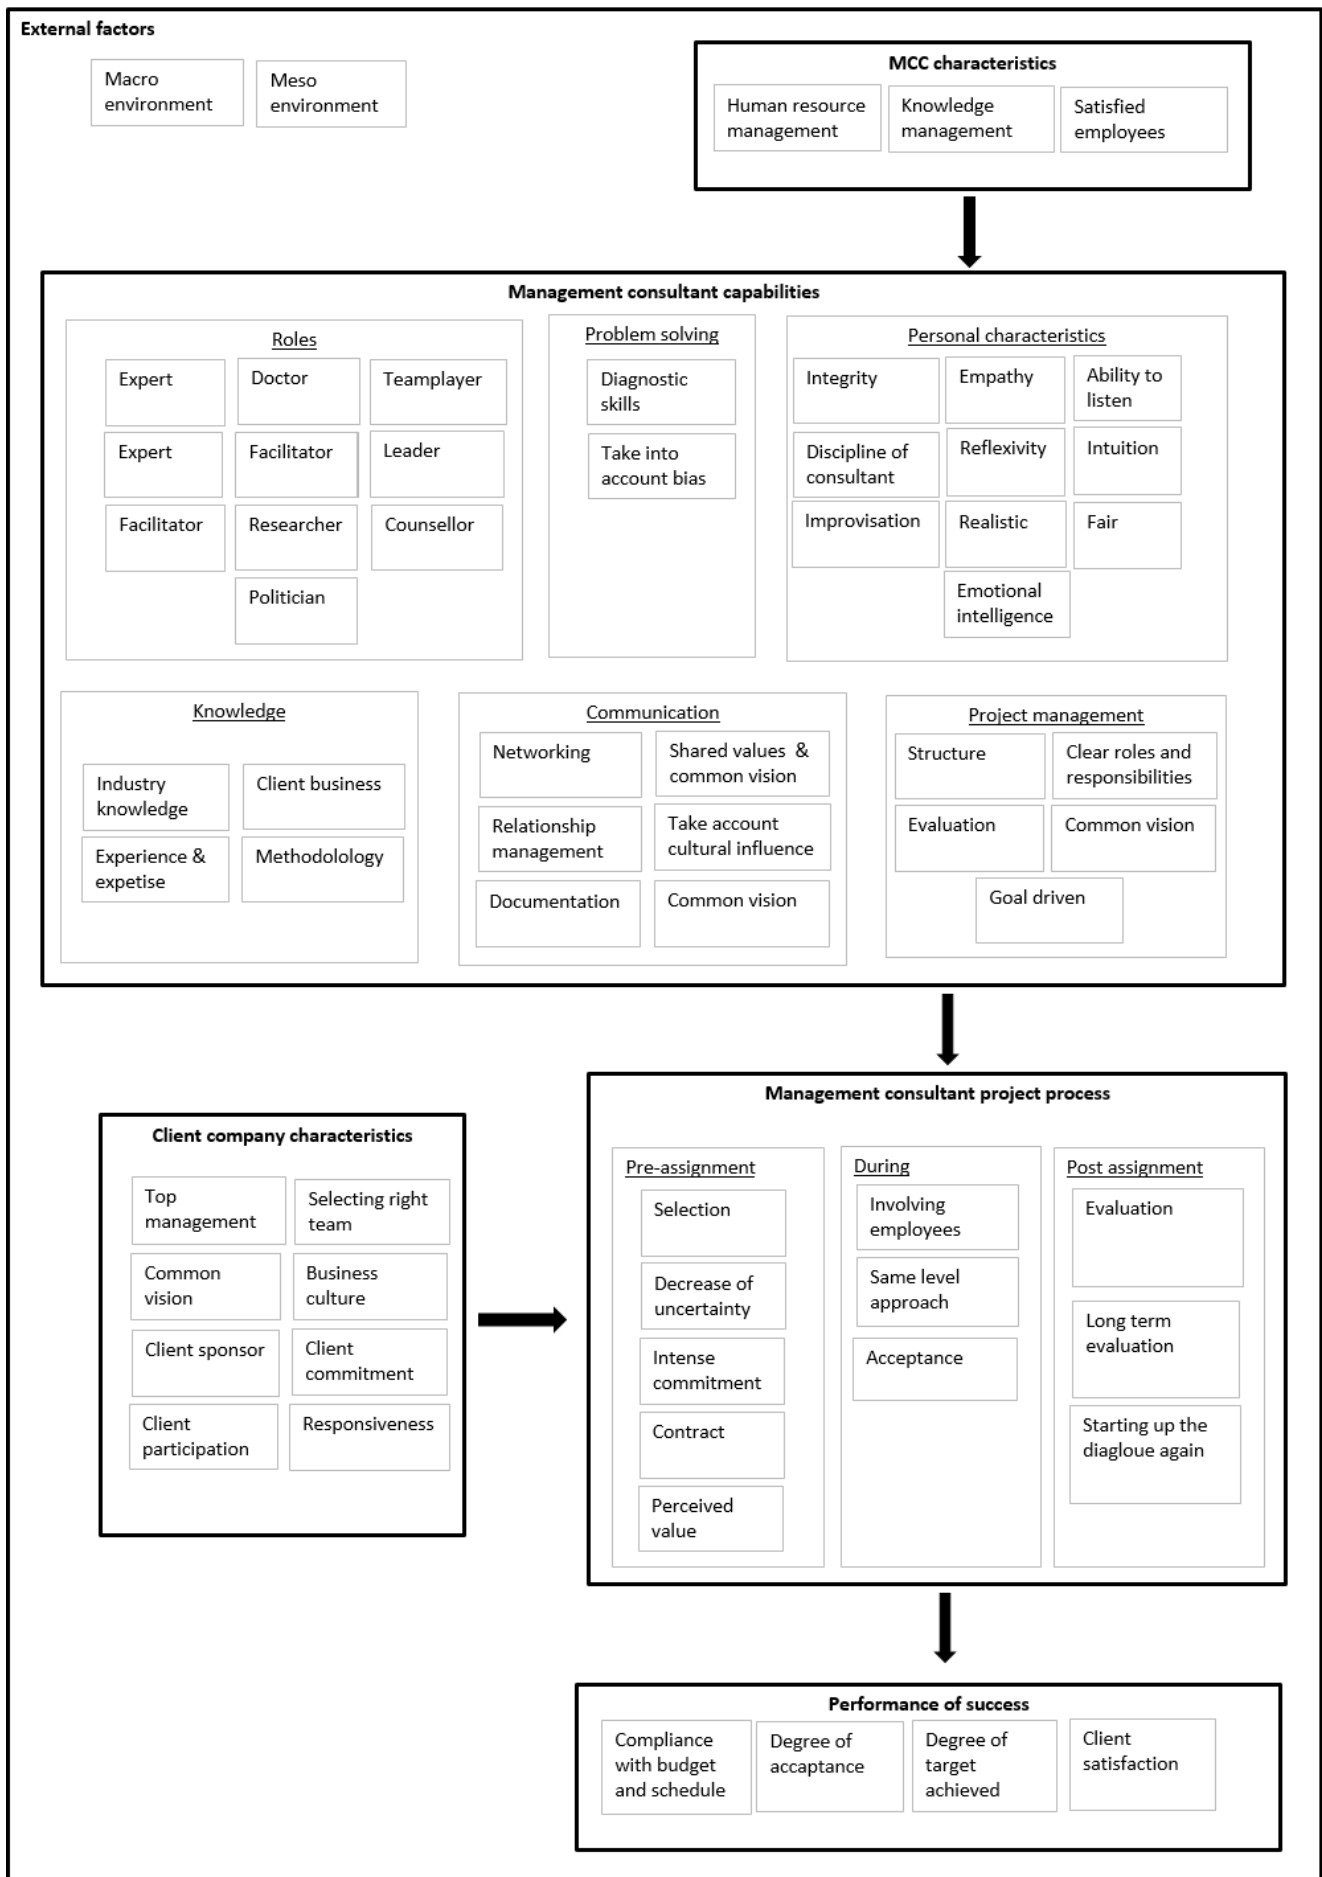 External factors
Macro
environment
Meso
environment
MCC characteristics
Human resource
management
Knowledge
management
Satisfied
employees
Management consultant capabilities
Roles
Expert
Doctor
Teamplayer
Expert
Facilitator
Leader
Facilitator
Researcher
Counsellor
Politician
Problem solving
Diagnostic
skills
Take into
account bias
Personal characteristics
Integrity
Empathy
Ability to
listen
Discipline of
consultant
Reflexivity
Intuition
Improvisation
Realistic
Fair
Emotional
intelligence
Knowledge
Industry
knowledge
Client business
Experience &
expetise
Methodolology
Communication
Networking
Shared values &
common vision
Relationship
management
Take account
cultural influence
Documentation
Common vision
Project management
Structure
Clear roles and
responsibilities
Evaluation
Common vision
Goal driven
Client company characteristics
Top
management
Selecting right
team
Common
vision
Business
culture
Client sponsor
Client
commitment
Client
participation
Responsiveness
Management consultant project process
Pre-assignment
Selection
Decrease of
uncertainty
Intense
commitment
Contract
Perceived
value
During
Involving
employees
Same level
approach
Acceptance
Post assignment
Evaluation
Long term
evaluation
Starting up the
diagloue again
Performance of success
Compliance
with budget
and schedule
Degree of
accaptance
Degree of
target
achieved
Client
satisfaction